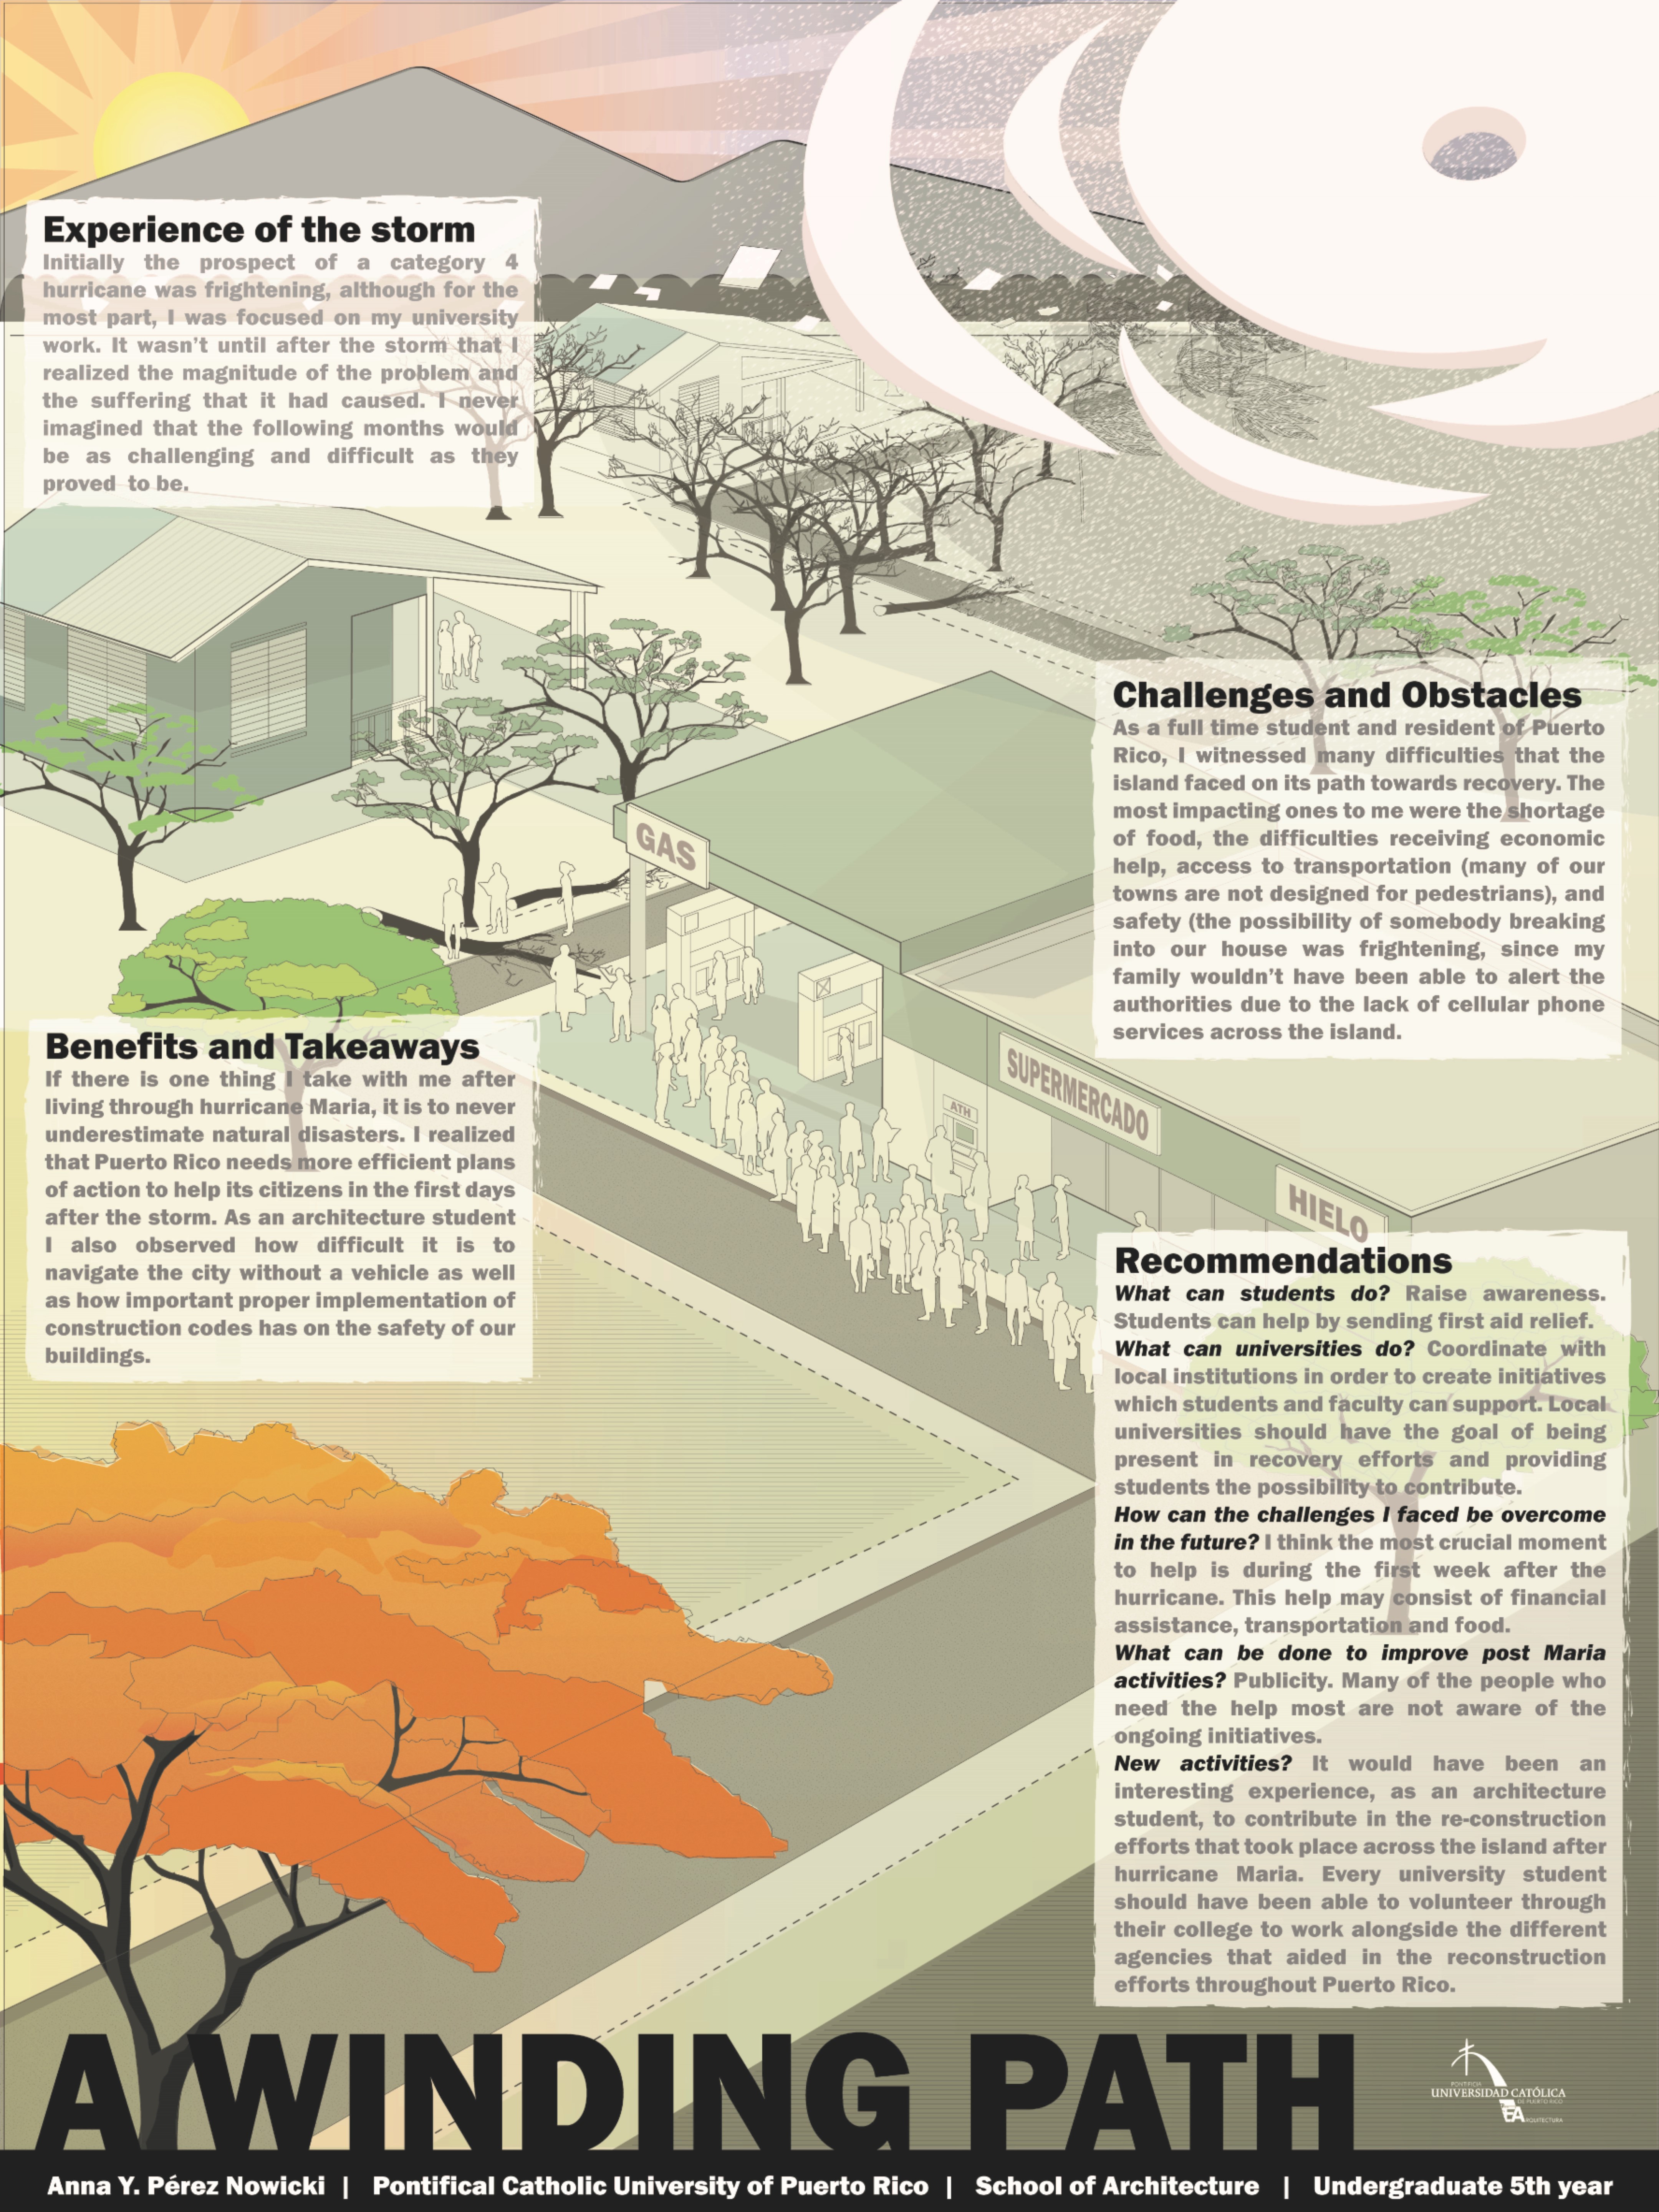 Experience of the storm
Initially the prospect of a category 4
hurricane was frightening, although for the
most part, I was focused on my university
work. It wasn't until after the storm that I
realized the magnitude of the problem and
the suffering that it had caused. I never
imagined that the following months would
be as challenging and difficult as they
proved to be.
Challenges and Obstacles
As a full time student and resident of Puerto
Rico, I witnessed many difficulties that the
island faced on its path towards recovery. The
most impacting ones to me were the shortage
of food, the difficulties receiving economic
help, access to transportation (many of our
towns are not designed for pedestrians), and
safety (the possibility of somebody breaking
into our house was frightening, since my
family wouldn't have been able to alert the
authorities due to the lack of cellular phone
services across the island.
GAS
SUPERMERCADO
ATH
HIELO
Benefits and Takeaways
If there is one thing I take with me after
living through hurricane Maria, it is to never
underestimate natural disasters. I realized
that Puerto Rico needs more efficient plans
of action to help its citizens in the first days
after the storm. As an architecture student
I also observed how difficult it is to
navigate the city without a vehicle as well
as how important proper implementation of
construction codes has on the safety of our
buildings.
Recommendations
What can students do? Raise awareness.
Students can help by sending first aid relief.
What can universities do? Coordinate with
local institutions in order to create initiatives
which students and faculty can support. Local
universities should have the goal of being
present in recovery efforts and providing
students the possibility to contribute.
How can the challenges I faced be overcome
in the future? I think the most crucial moment
to help is during the first week after the
hurricane. This help may consist of financial
assistance, transportation and food.
What can be done to improve post Maria
activities? Publicity. Many of the people who
need the help most are not aware of the
ongoing initiatives.
New activities? It would have been an
interesting experience, as an architecture
student, to contribute in the re-construction
efforts that took place across the island after
hurricane Maria. Every university student
should have been able to volunteer through
their college to work alongside the different
agencies that aided in the reconstruction
efforts throughout Puerto Rico.
A WINDING PATH
PONTIFICIA
UNIVERSIDAD CATÓLICA
DE PUERTO RICO
EA
ARQUITECTURA
Anna Y. Pérez Nowicki | Pontifical Catholic University of Puerto Rico | School of Architecture | Undergraduate 5th year